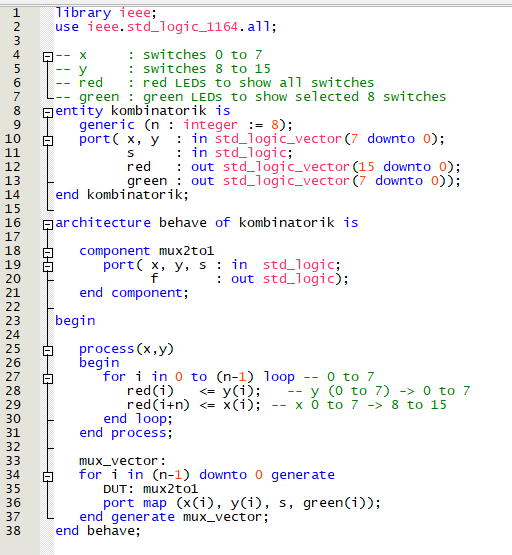 1 library ieee;
2 use ieee.std_logic_1164.all;
3
4 -- x     : switches 0 to 7
5 -- y     : switches 8 to 15
6 -- red   : red LEDs to show all switches
7 -- green : green LEDs to show selected 8 switches
8 entity kombinatorik is
9    generic (n : integer := 8);
10    port( x, y  : in std_logic_vector(7 downto 0);
11          s     : in std_logic;
12          red   : out std_logic_vector(15 downto 0);
13          green : out std_logic_vector(7 downto 0));
14 end kombinatorik;
15
16 architecture behave of kombinatorik is
17
18    component mux2to1
19       port( x, y, s : in  std_logic;
20             f       : out std_logic);
21    end component;
22
23 begin
24
25    process(x,y)
26    begin
27       for i in 0 to (n-1) loop -- 0 to 7
28          red(i)   <= y(i);   -- y (0 to 7) -> 0 to 7
29          red(i+n) <= x(i); -- x 0 to 7 -> 8 to 15
30       end loop;
31    end process;
32
33    mux_vector:
34    for i in (n-1) downto 0 generate
35       DUT: mux2to1
36       port map (x(i), y(i), s, green(i));
37    end generate mux_vector;
38 end behave;